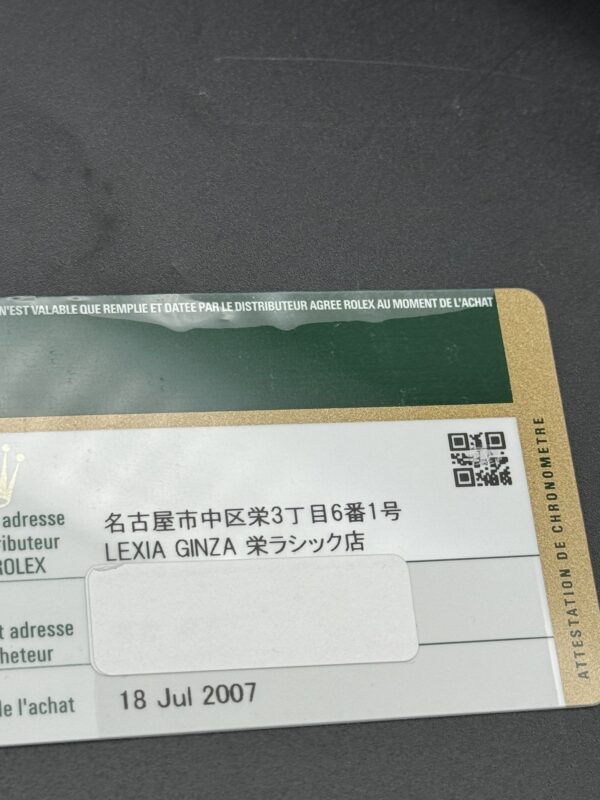 N'EST VALABLE QUE REMPLIE ET DATÉE PAR LE DISTRIBUTEUR AGREE ROLEX AU MOMENT DE L'ACHAT
adresse
ributeur
ROLEX
名古屋市中区栄3丁目6番1号
LEXIA GINZA 栄ラシック店
t adresse
heteur
de l'achat
18 Jul 2007
ATTESTATION DE CHRONOMETRE